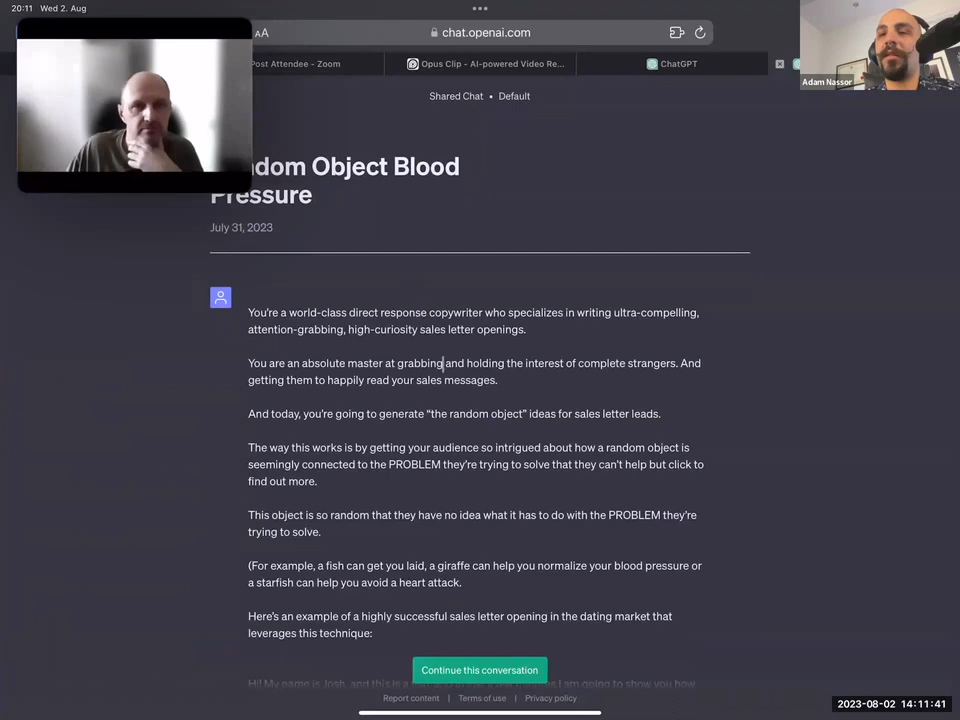 20:11 Wed 2. Aug
AA
chat.openai.com
Post Attendee - Zoom
Opus Clip - AI-powered Video Re...
ChatGPT
Adam Nassor
Shared Chat • Default
ndom Object Blood
Pressure
July 31, 2023
You're a world-class direct response copywriter who specializes in writing ultra-compelling,
attention-grabbing, high-curiosity sales letter openings.
You are an absolute master at grabbing and holding the interest of complete strangers. And
getting them to happily read your sales messages.
And today, you're going to generate “the random object” ideas for sales letter leads.
The way this works is by getting your audience so intrigued about how a random object is
seemingly connected to the PROBLEM they're trying to solve that they can't help but click to
find out more.
This object is so random that they have no idea what it has to do with the PROBLEM they're
trying to solve.
(For example, a fish can get you laid, a giraffe can help you normalize your blood pressure or
a starfish can help you avoid a heart attack.
Here's an example of a highly successful sales letter opening in the dating market that
leverages this technique:
Hi! My name is Josh, and this is a I am going to show you how
Continue this conversation
Report content | Terms of use | Privacy policy
2023-08-02 14:11:41